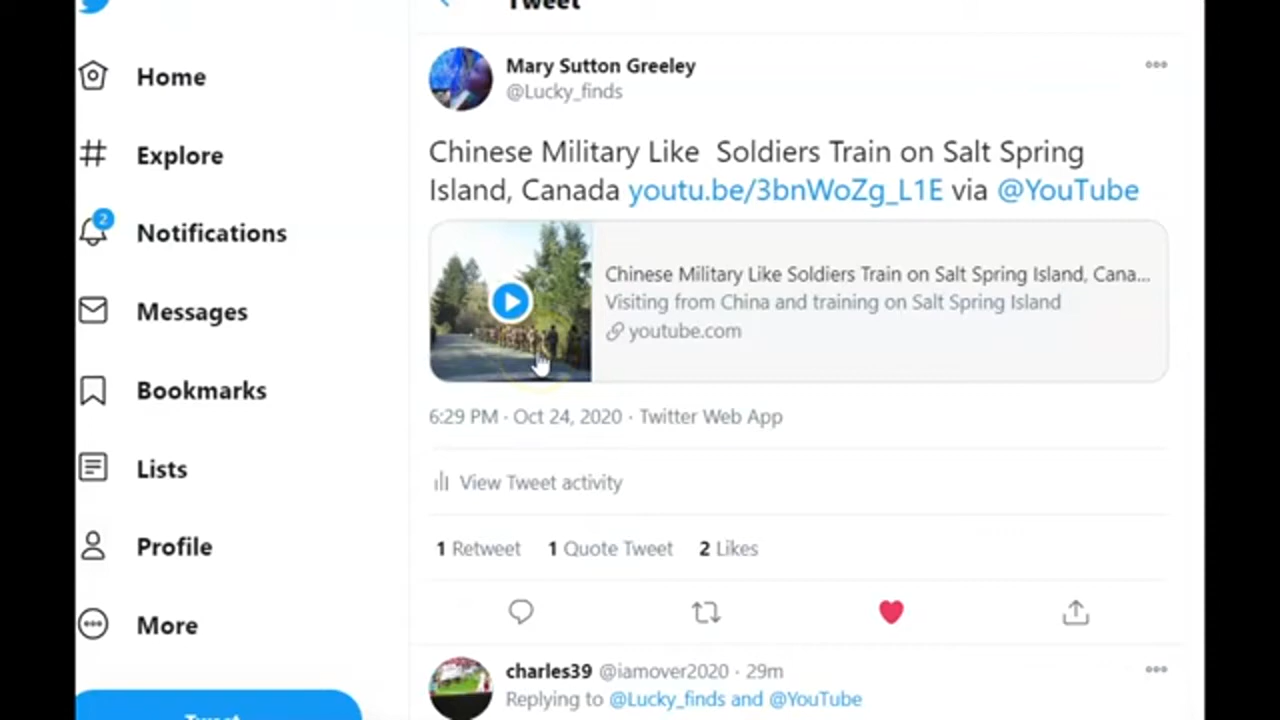 Tweet
Home
Explore
2
Notifications
Messages
Bookmarks
Lists
Profile
More
Tweet
Mary Sutton Greeley
@Lucky_finds
Chinese Military Like  Soldiers Train on Salt Spring
Island, Canada youtu.be/3bnWoZg_L1E via @YouTube
Chinese Military Like Soldiers Train on Salt Spring Island, Cana...
Visiting from China and training on Salt Spring Island
youtube.com
6:29 PM · Oct 24, 2020 · Twitter Web App
View Tweet activity
1 Retweet 1 Quote Tweet 2 Likes
charles39 @iamover2020 · 29m
Replying to @Lucky_finds and @YouTube